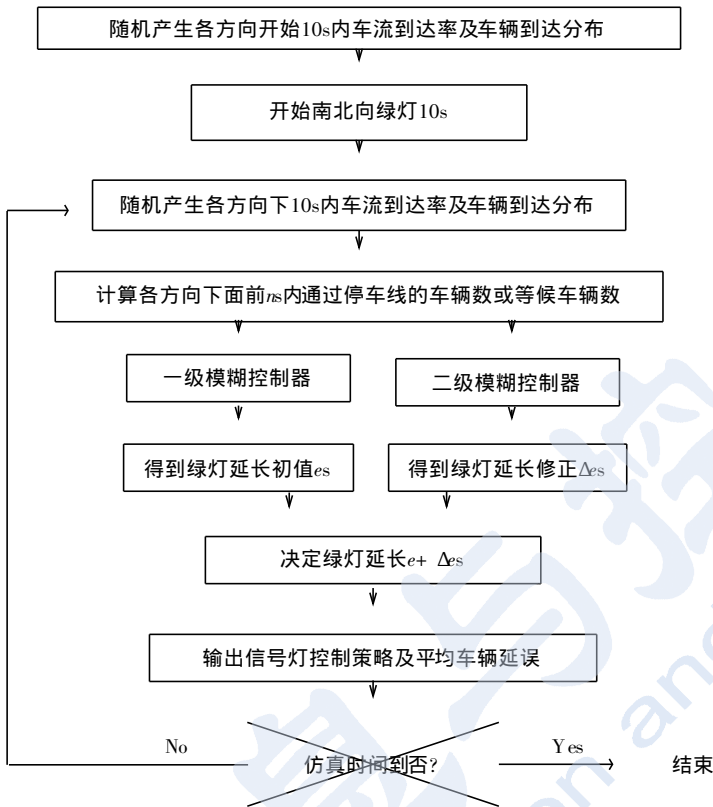 随机产生各方向开始10s内车流到达率及车辆到达分布
开始南北向绿灯10s
随机产生各方向下10s内车流到达率及车辆到达分布
计算各方向下面前ns内通过停车线的车辆数或等候车辆数
一级模糊控制器
二级模糊控制器
得到绿灯延长初值es
得到绿灯延长修正Δes
决定绿灯延长e+ Δes
输出信号灯控制策略及平均车辆延误
No
仿真时间到否?
Yes
结束